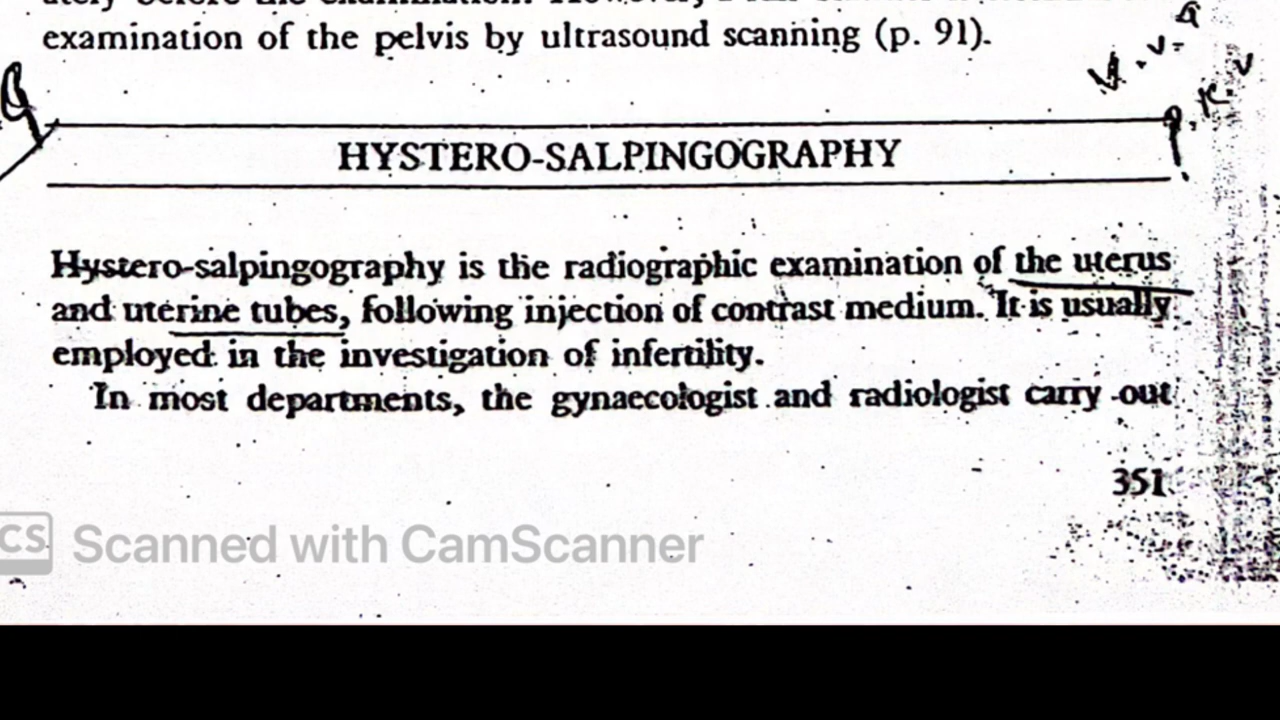 examination of the pelvis by ultrasound scanning (p. 91).
HYSTERO-SALPINGOGRAPHY
Hystero-salpingography is the radiographic examination of the uterus
and uterine tubes, following injection of contrast medium. It is usually
employed in the investigation of infertility.
In most departments, the gynaecologist and radiologist carry out
351
CS Scanned with CamScanner